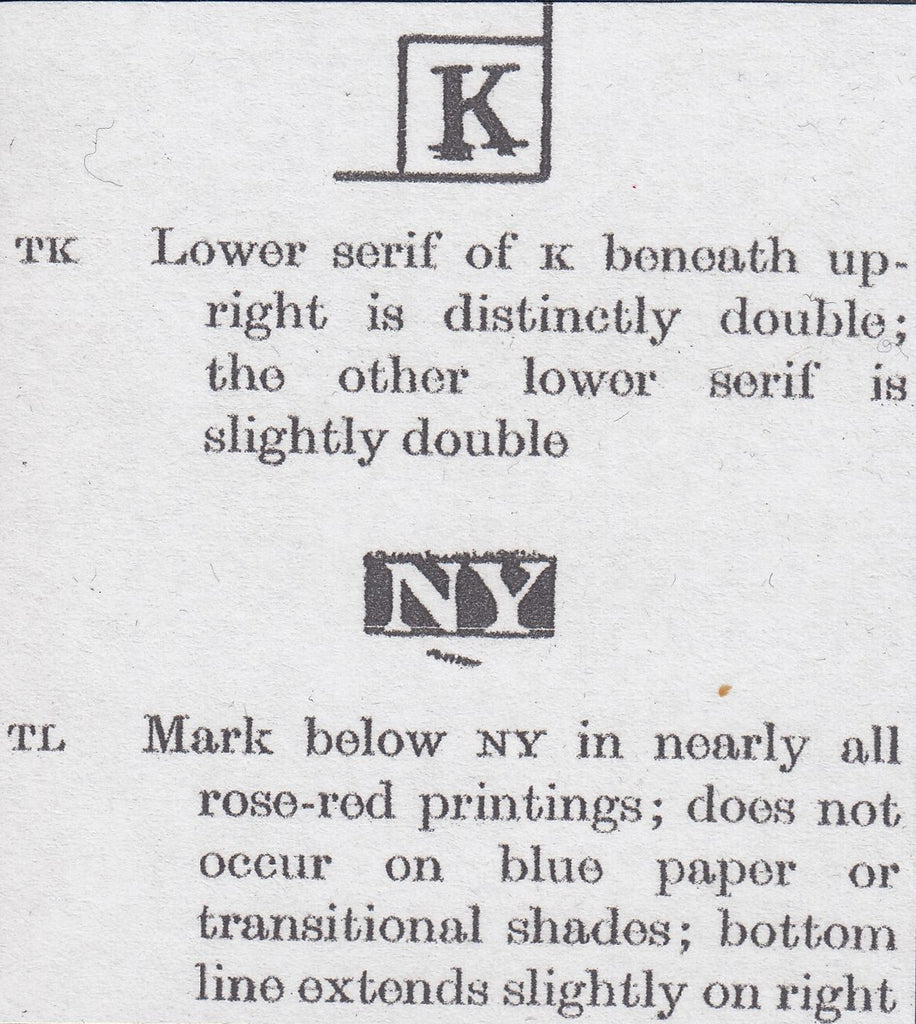 K
TK Lower serif of K beneath up-
right is distinctly double;
the other lower serif is
slightly double
NY
TL Mark below NY in nearly all
rose-red printings; does not
occur on blue paper or
transitional shades; bottom
line extends slightly on right